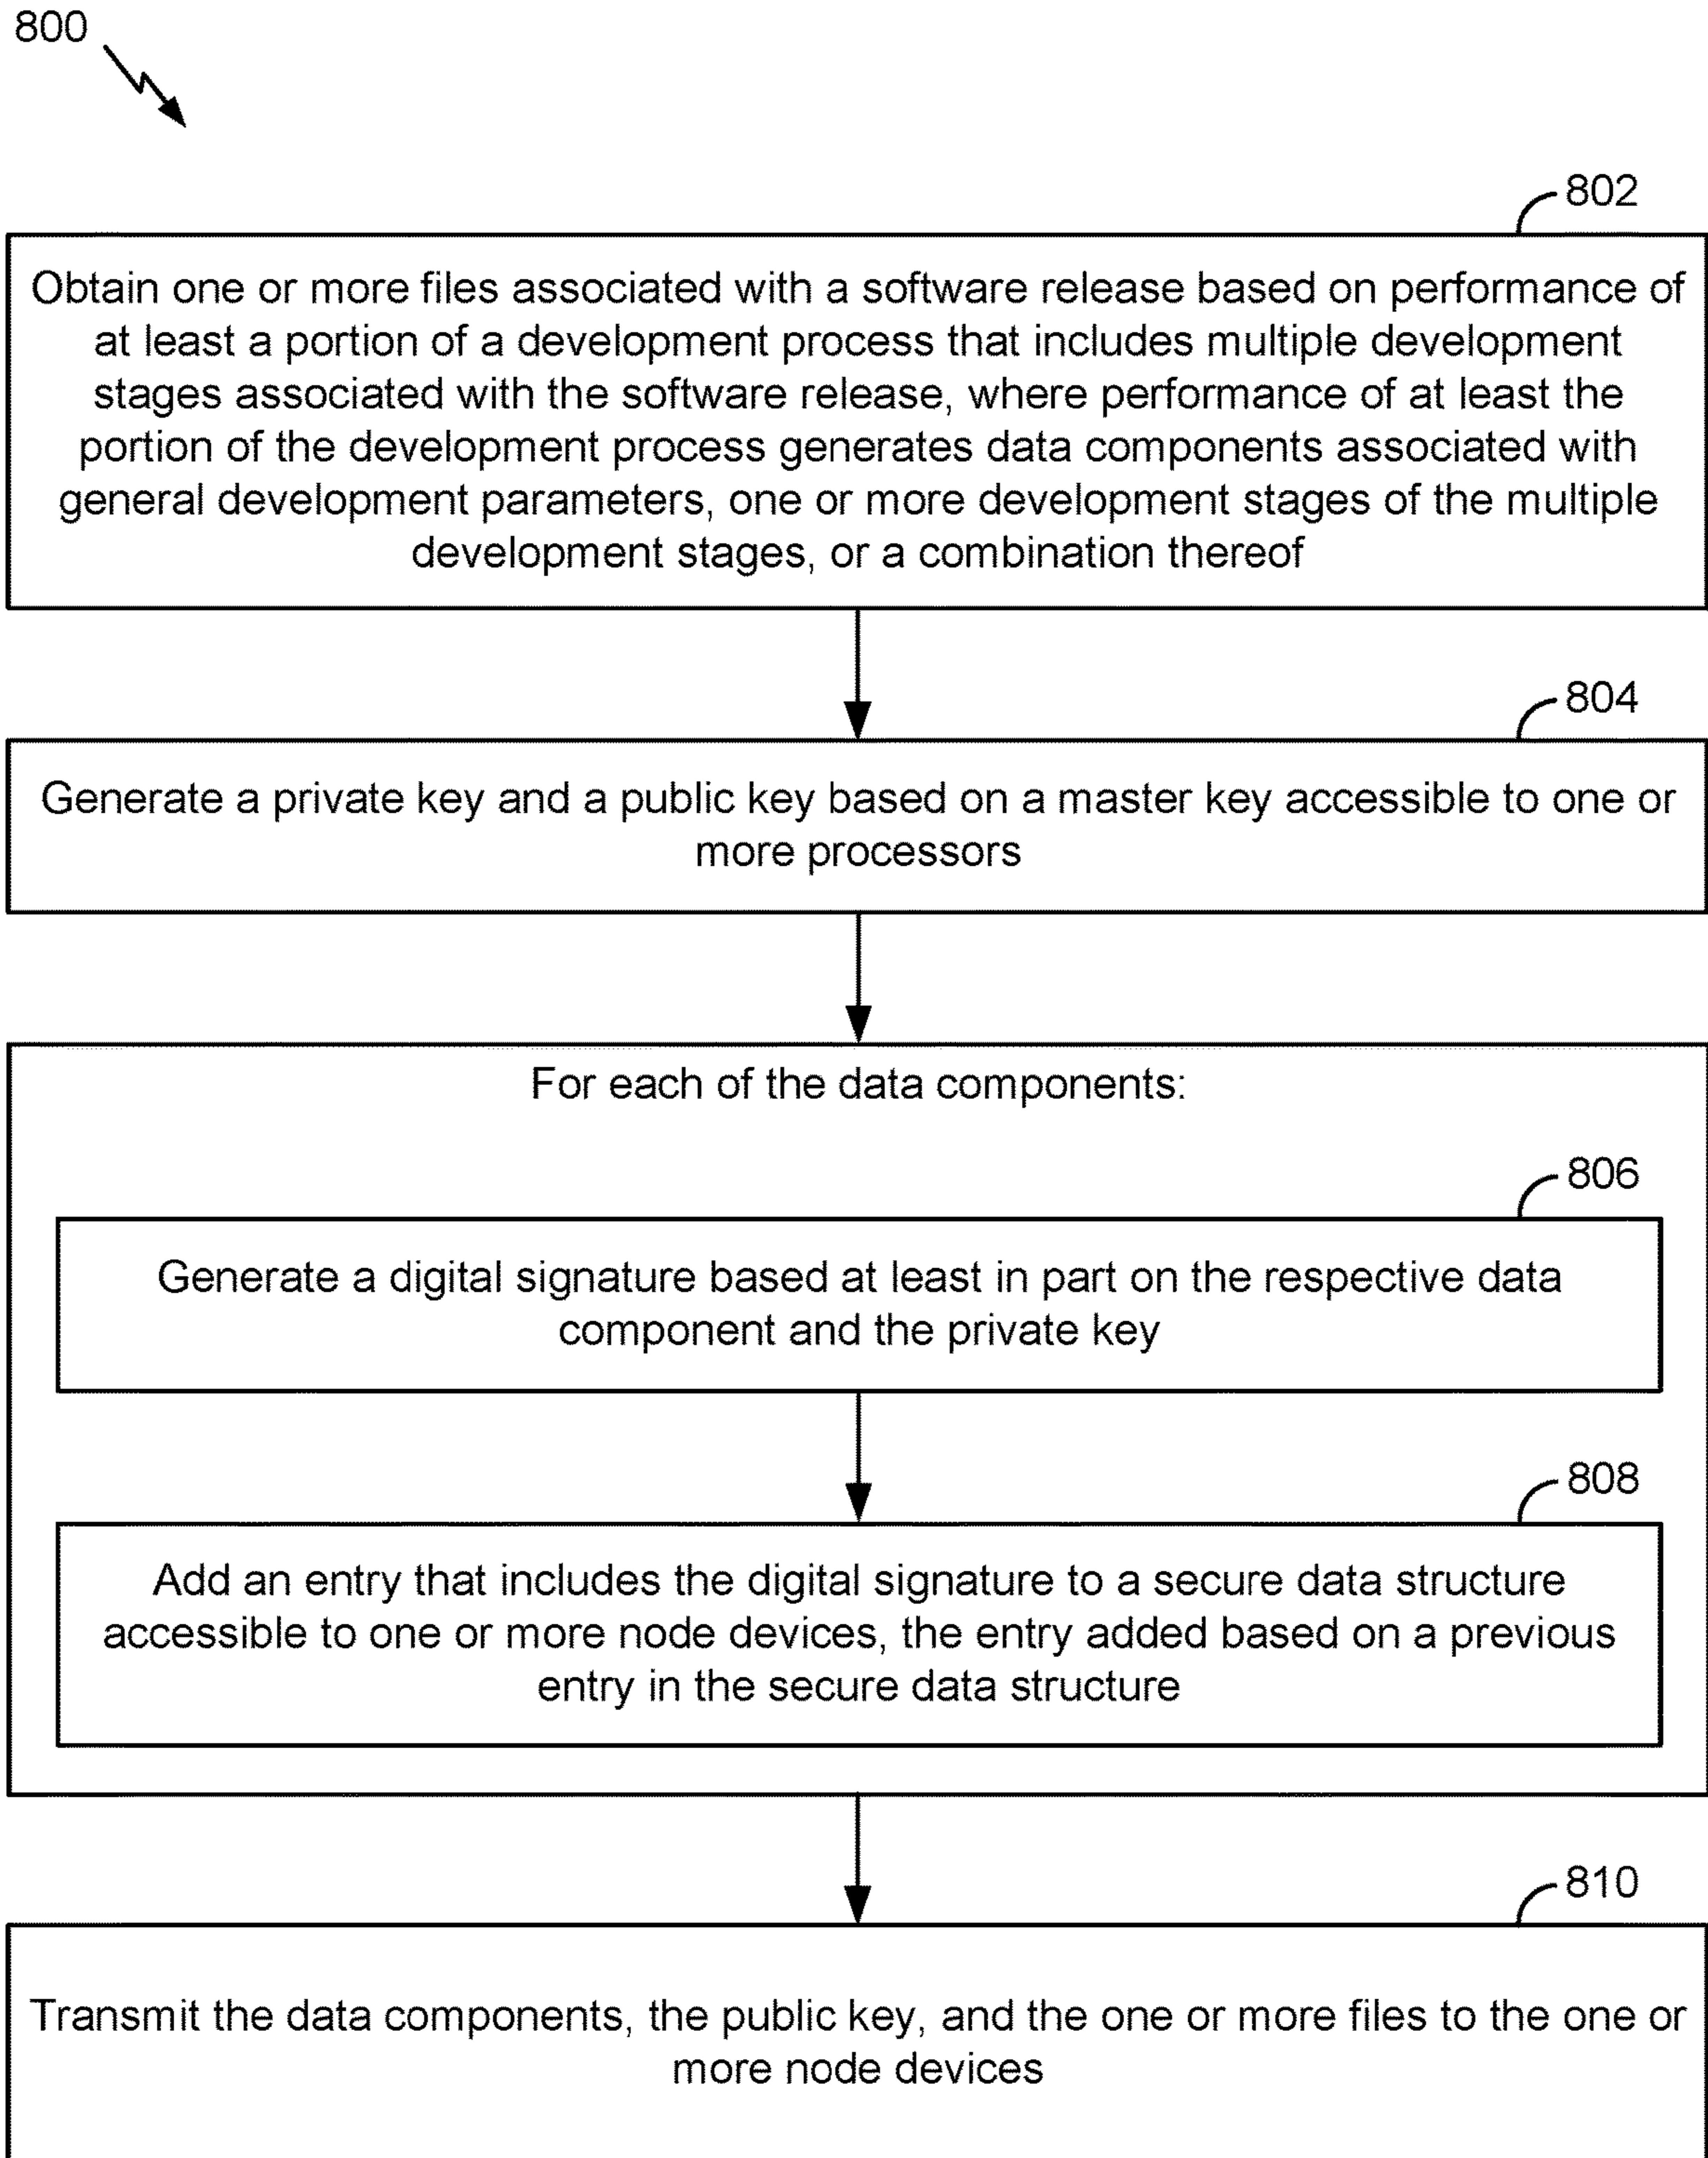 800
802
Obtain one or more files associated with a software release based on performance of
at least a portion of a development process that includes multiple development
stages associated with the software release, where performance of at least the
portion of the development process generates data components associated with
general development parameters, one or more development stages of the multiple
development stages, or a combination thereof
804
Generate a private key and a public key based on a master key accessible to one or
more processors
For each of the data components:
806
Generate a digital signature based at least in part on the respective data
component and the private key
808
Add an entry that includes the digital signature to a secure data structure
accessible to one or more node devices, the entry added based on a previous
entry in the secure data structure
810
Transmit the data components, the public key, and the one or more files to the one or
more node devices